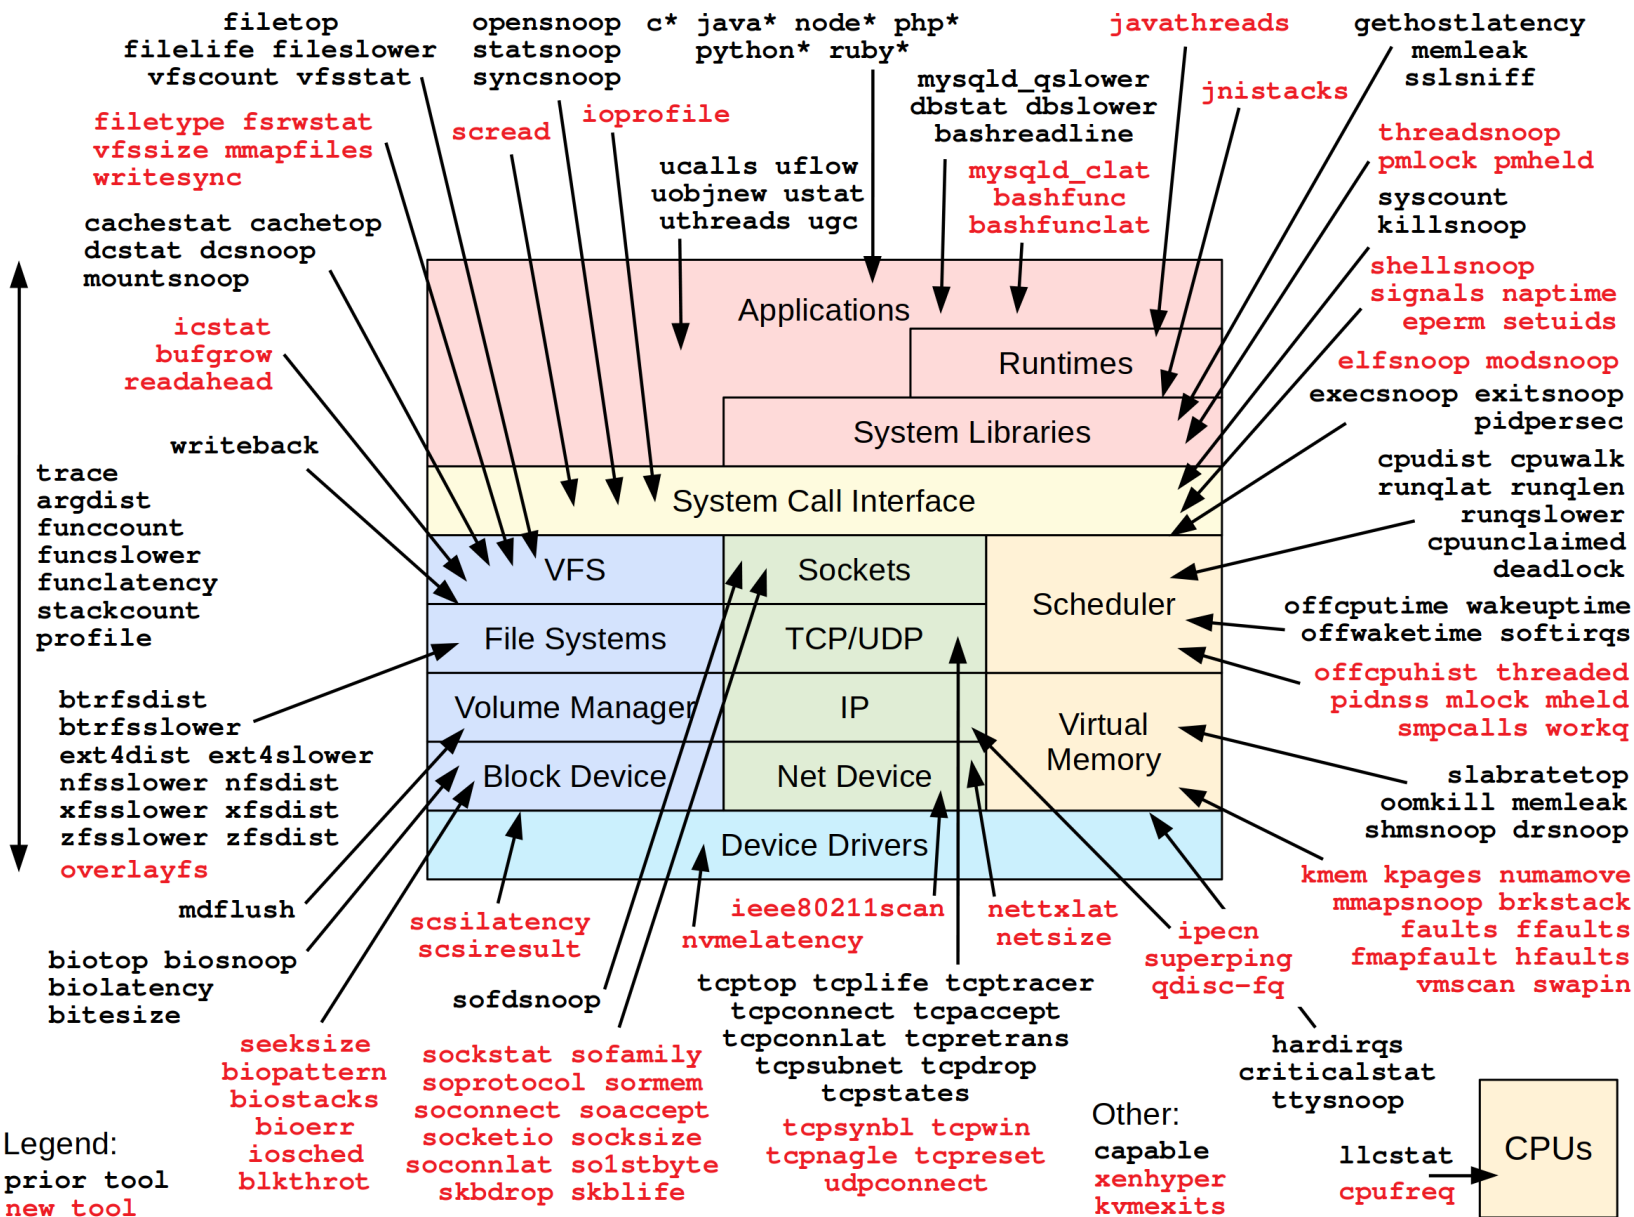 filetop
filelife fileslower
vfscount vfsstat
opensnoop
statsnoop
syncsnoop
c* java* node* php*
python* ruby*
javathreads
gethostlatency
memleak
sslsniff
filetype fsrwstat
vfssize mmapfiles
writesync
scread
ioprofile
mysqld_qslower
dbstat dbslower
bashreadline
jnistacks
threadsnoop
pmlock pmheld
ucalls uflow
uobjnew ustat
uthreads ugc
mysqld_clat
bashfunc
bashfunclat
syscount
killsnoop
cachestat cachetop
dcstat dcsnoop
mountsnoop
shellsnoop
signals naptime
eperm setuids
icstat
bufgrow
readahead
elfsnoop modsnoop
execsnoop exitsnoop
pidpersec
writeback
trace
argdist
funccount
funcslower
funclatency
stackcount
profile
cpudist cpuwalk
runqlat runqlen
runqslower
cpuunclaimed
deadlock
offcputime wakeuptime
offwaketime softirqs
offcpuhist threaded
pidnss mlock mheld
smpcalls workq
Applications
Runtimes
System Libraries
System Call Interface
VFS
Sockets
Scheduler
File Systems
TCP/UDP
Volume Manager
IP
Virtual
Memory
Block Device
Net Device
Device Drivers
btrfsdist
btrfsslower
ext4dist ext4slower
nfsslower nfsdist
xfsslower xfsdist
zfsslower zfsdist
overlayfs
slabratetop
oomkill memleak
shmsnoop drsnoop
kmem kpages numamove
mmapsnoop brkstack
faults ffaults
fmapfault hfaults
vmscan swapin
mdflush
biotop biosnoop
biolatency
bitesize
scsilatency
scsiresult
nvmelatency
ieee80211scan
nettxlat
netsize
ipecn
superping
qdisc-fq
sofdsnoop
tcptop tcplife tcptracer
tcpconnect tcpaccept
tcpconnlat tcpretrans
tcpsubnet tcpdrop
tcpstates
hardirqs
criticalstat
ttysnoop
seeksize
biopattern
biostacks
bioerr
iosched
blkthrot
sockstat sofamily
soprotocol sormem
soconnect soaccept
socketio socksize
soconnlat so1stbyte
skbdrop skblife
tcpsynbl tcpwin
tcpnagle tcpreset
udpconnect
Legend:
prior tool
new tool
Other:
capable
xenhyper
kvmexits
llcstat
cpufreq
CPUs